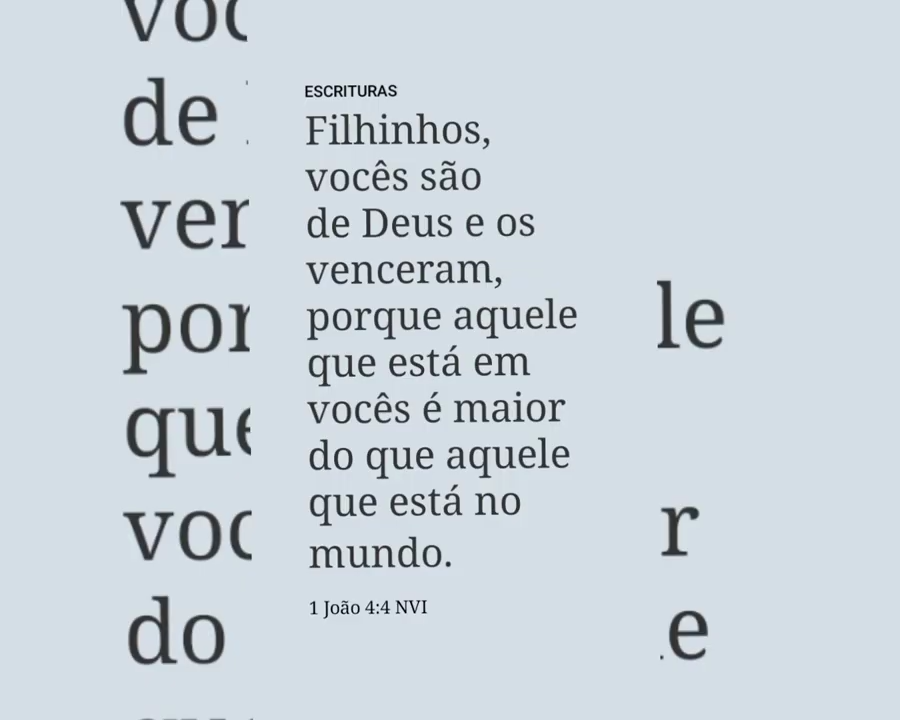 ESCRITURAS
Filhinhos,
vocês são
de Deus e os
venceram,
porque aquele
que está em
vocês é maior
do que aquele
que está no
mundo.
1 João 4:4 NVI